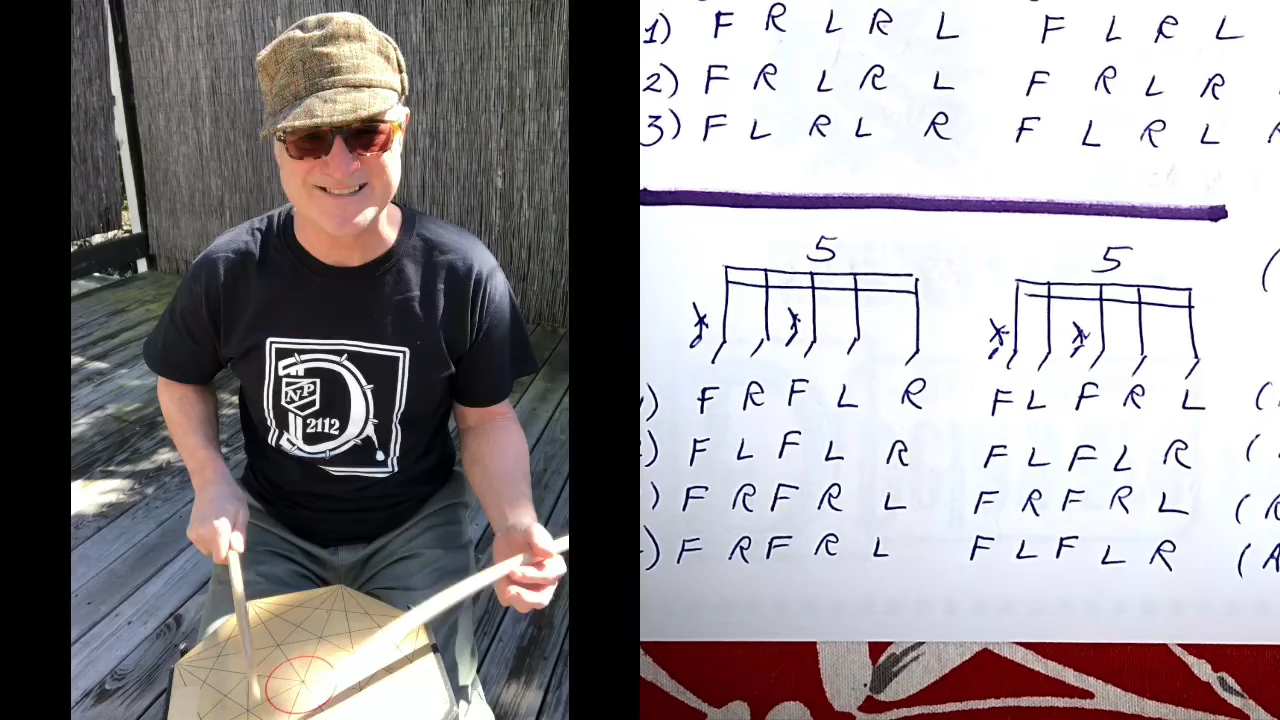 NP
2112
1) F R L R L F L R L
2) F R L R L F R L R
3) F L R L R F L R L
5 5
) F R F L R F L F R L (
) F L F L R F L F L R (
) F R F R L F R F R L (R
) F R F R L F L F L R (A